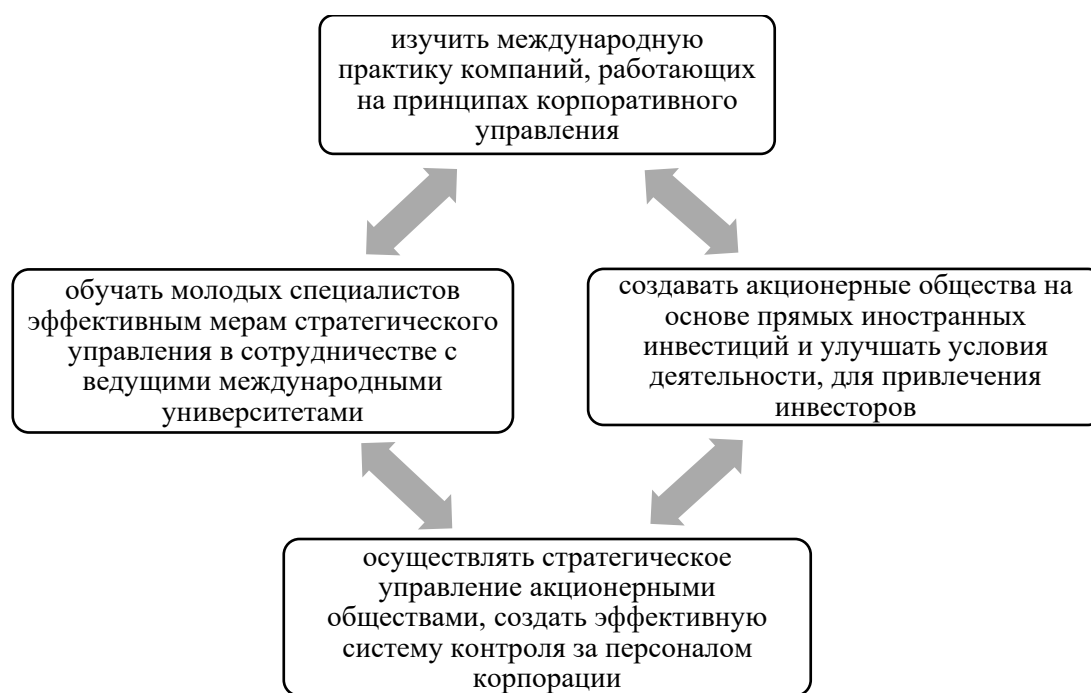 изучить международную
практику компаний, работающих
на принципах корпоративного
управления
обучать молодых специалистов
эффективным мерам стратегического
управления в сотрудничестве с
ведущими международными
университетами
создавать акционерные общества на
основе прямых иностранных
инвестиций и улучшать условия
деятельности, для привлечения
инвесторов
осуществлять стратегическое
управление акционерными
обществами, создать эффективную
систему контроля за персоналом
корпорации